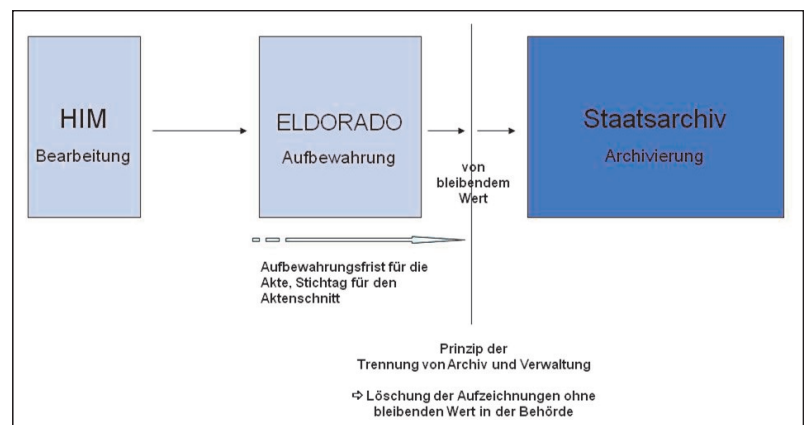 HIM
Bearbeitung
ELDORADO
Aufbewahrung
von
bleibendem
Wert
Staatsarchiv
Archivierung
Aufbewahrungsfrist für die
Akte, Stichtag für den
Aktenschnitt
Prinzip der
Trennung von Archiv und Verwaltung
⇨ Löschung der Aufzeichnungen ohne
bleibenden Wert in der Behörde